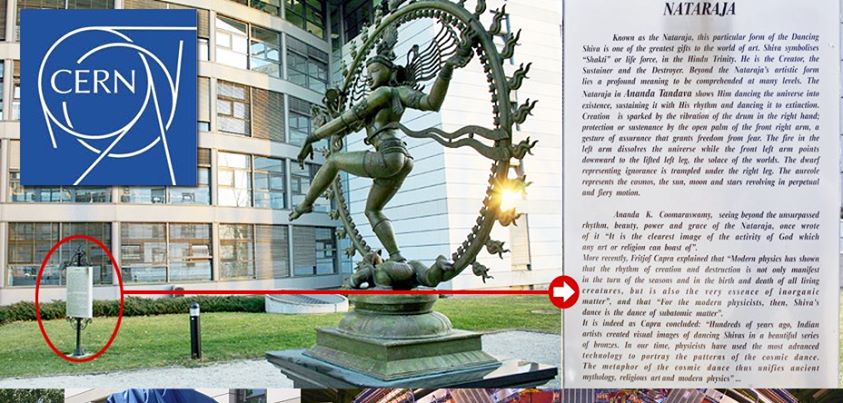 CERN
NATARAJA
Known as the Nataraja, this particular form of the Dancing
Shiva is one of the greatest gifts to the world of art. Shiva symbolises
"Shakti" or life force, in the Hindu Trinity. He is the Creator, the
Sustainer and the Destroyer. Beyond the Nataraja's artistic form
lies a profound meaning to be comprehended at many levels. The
Nataraja in Ananda Tandava shows Him dancing the universe into
existence, sustaining it with His rhythm and dancing it to extinction.
Creation is sparked by the vibration of the drum in the right hand;
protection or sustenance by the open palm of the front right arm, a
gesture of assurance that grants freedom from fear. The fire in the
left arm dissolves the universe while the front left arm points
downward to the lifted left leg, the solace of the worlds. The dwarf
representing ignorance is trampled under the right leg. The aureole
represents the cosmos, the sun, moon and stars revolving in perpetual
and fiery motion.
Ananda K. Coomaraswamy, seeing beyond the unsurpassed
rhythm, beauty, power and grace of the Nataraja, once wrote
of it "It is the clearest image of the activity of God which
any art or religion can boast of".
More recently, Fritjof Capra explained that "Modern physics has shown
that the rhythm of creation and destruction is not only manifest
in the turn of the seasons and in the birth and death of all living
creatures, but is also the very essence of inorganic
matter", and that "For the modern physicists, then, Shiva's
dance is the dance of subatomic matter".
It is indeed as Capra concluded: "Hundreds of years ago, Indian
artists created visual images of dancing Shivas in a beautiful series
of bronzes. In our time, physicists have used the most advanced
technology to portray the patterns of the cosmic dance.
The metaphor of the cosmic dance thus unifies ancient
mythology, religious art and modern physics"...